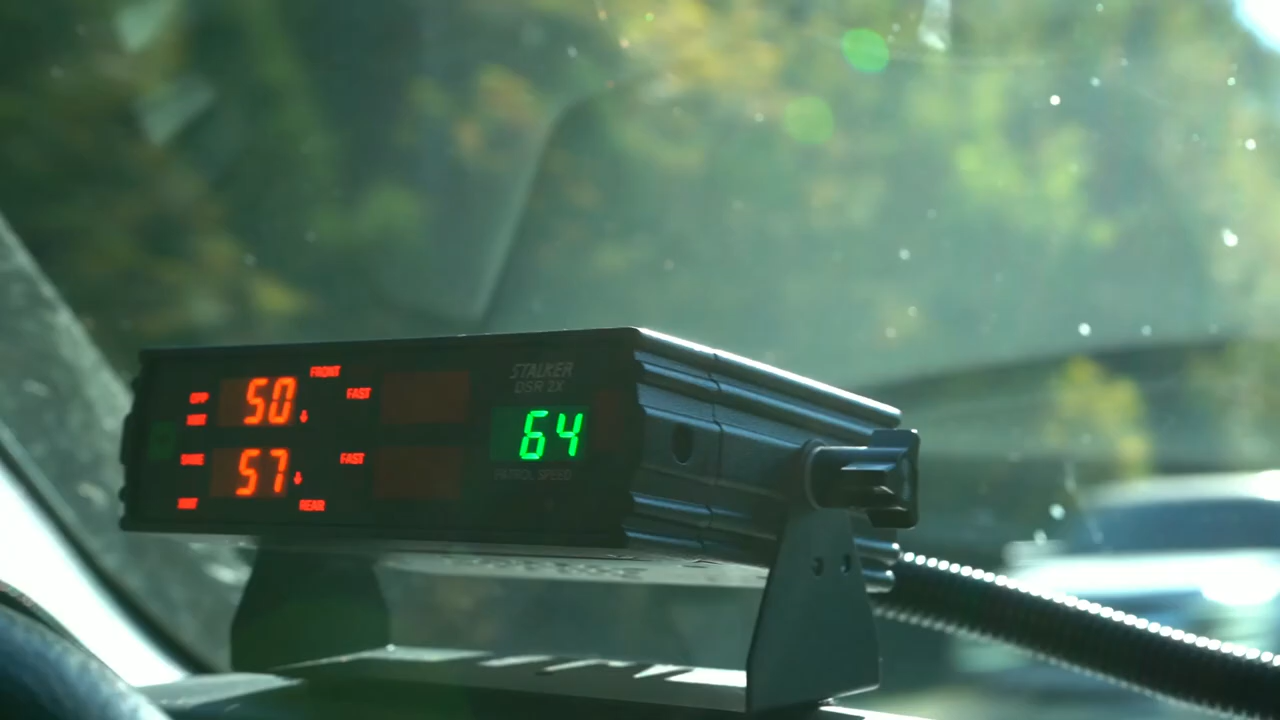 FRONT
OPP 50 FAST
STALKER
DSR 2X
64
SAME 57 FAST
PATROL SPEED
REAR